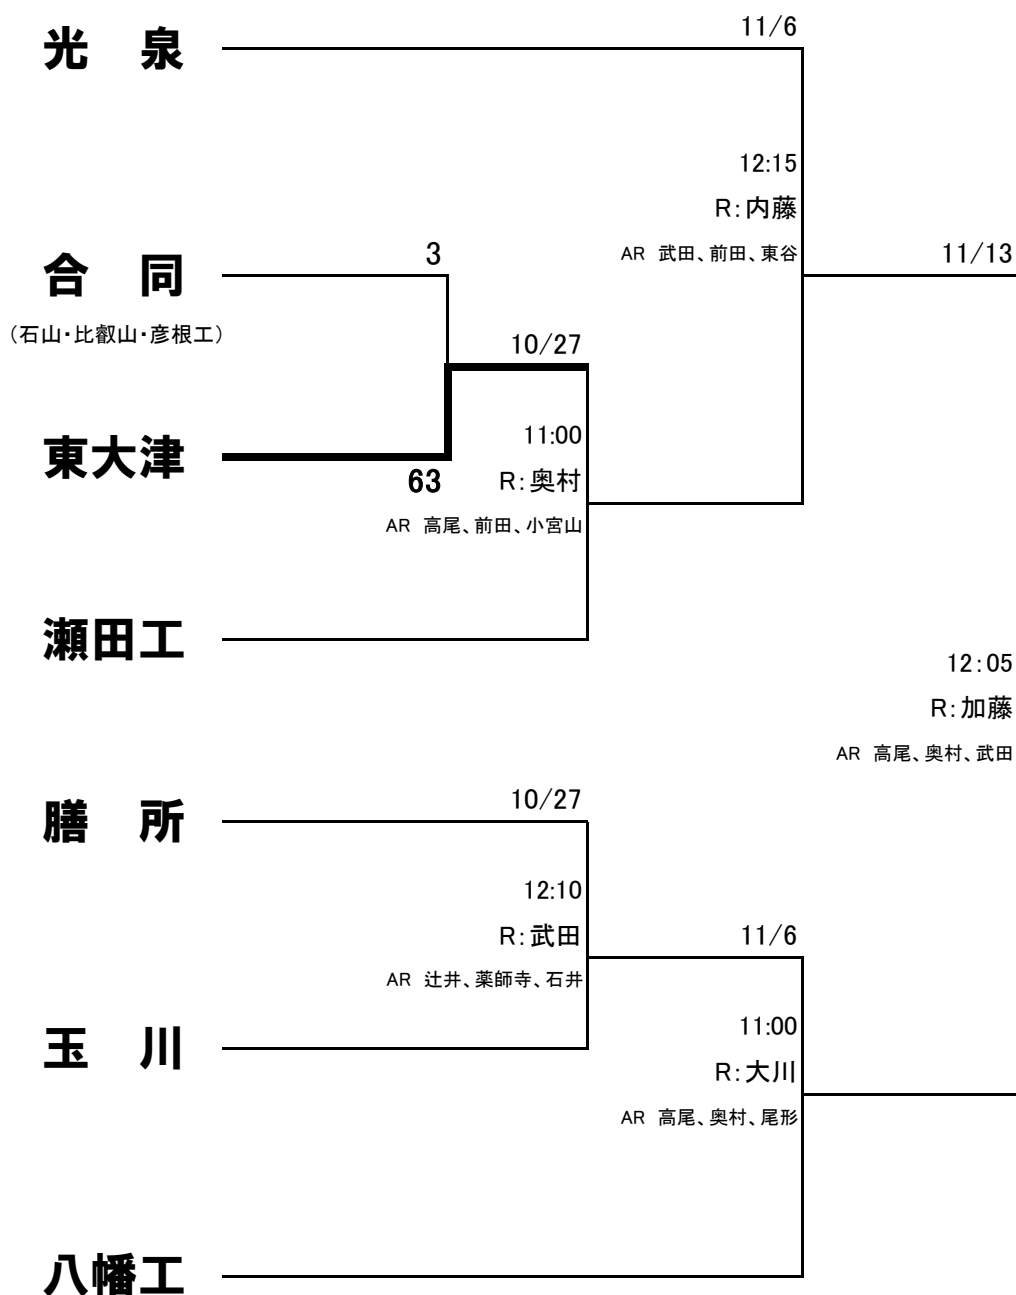 11/6
光　泉
12:15
R:内藤
AR 武田、前田、東谷
11/13
3
合　同
(石山・比叡山・彦根工)
10/27
11:00
東大津
63
R:奥村
AR 高尾、前田、小宮山
瀬田工
12:05
R:加藤
AR 高尾、奥村、武田
10/27
膳　所
12:10
R:武田
11/6
AR 辻井、薬師寺、石井
11:00
玉　川
R:大川
AR 高尾、奥村、尾形
八幡工